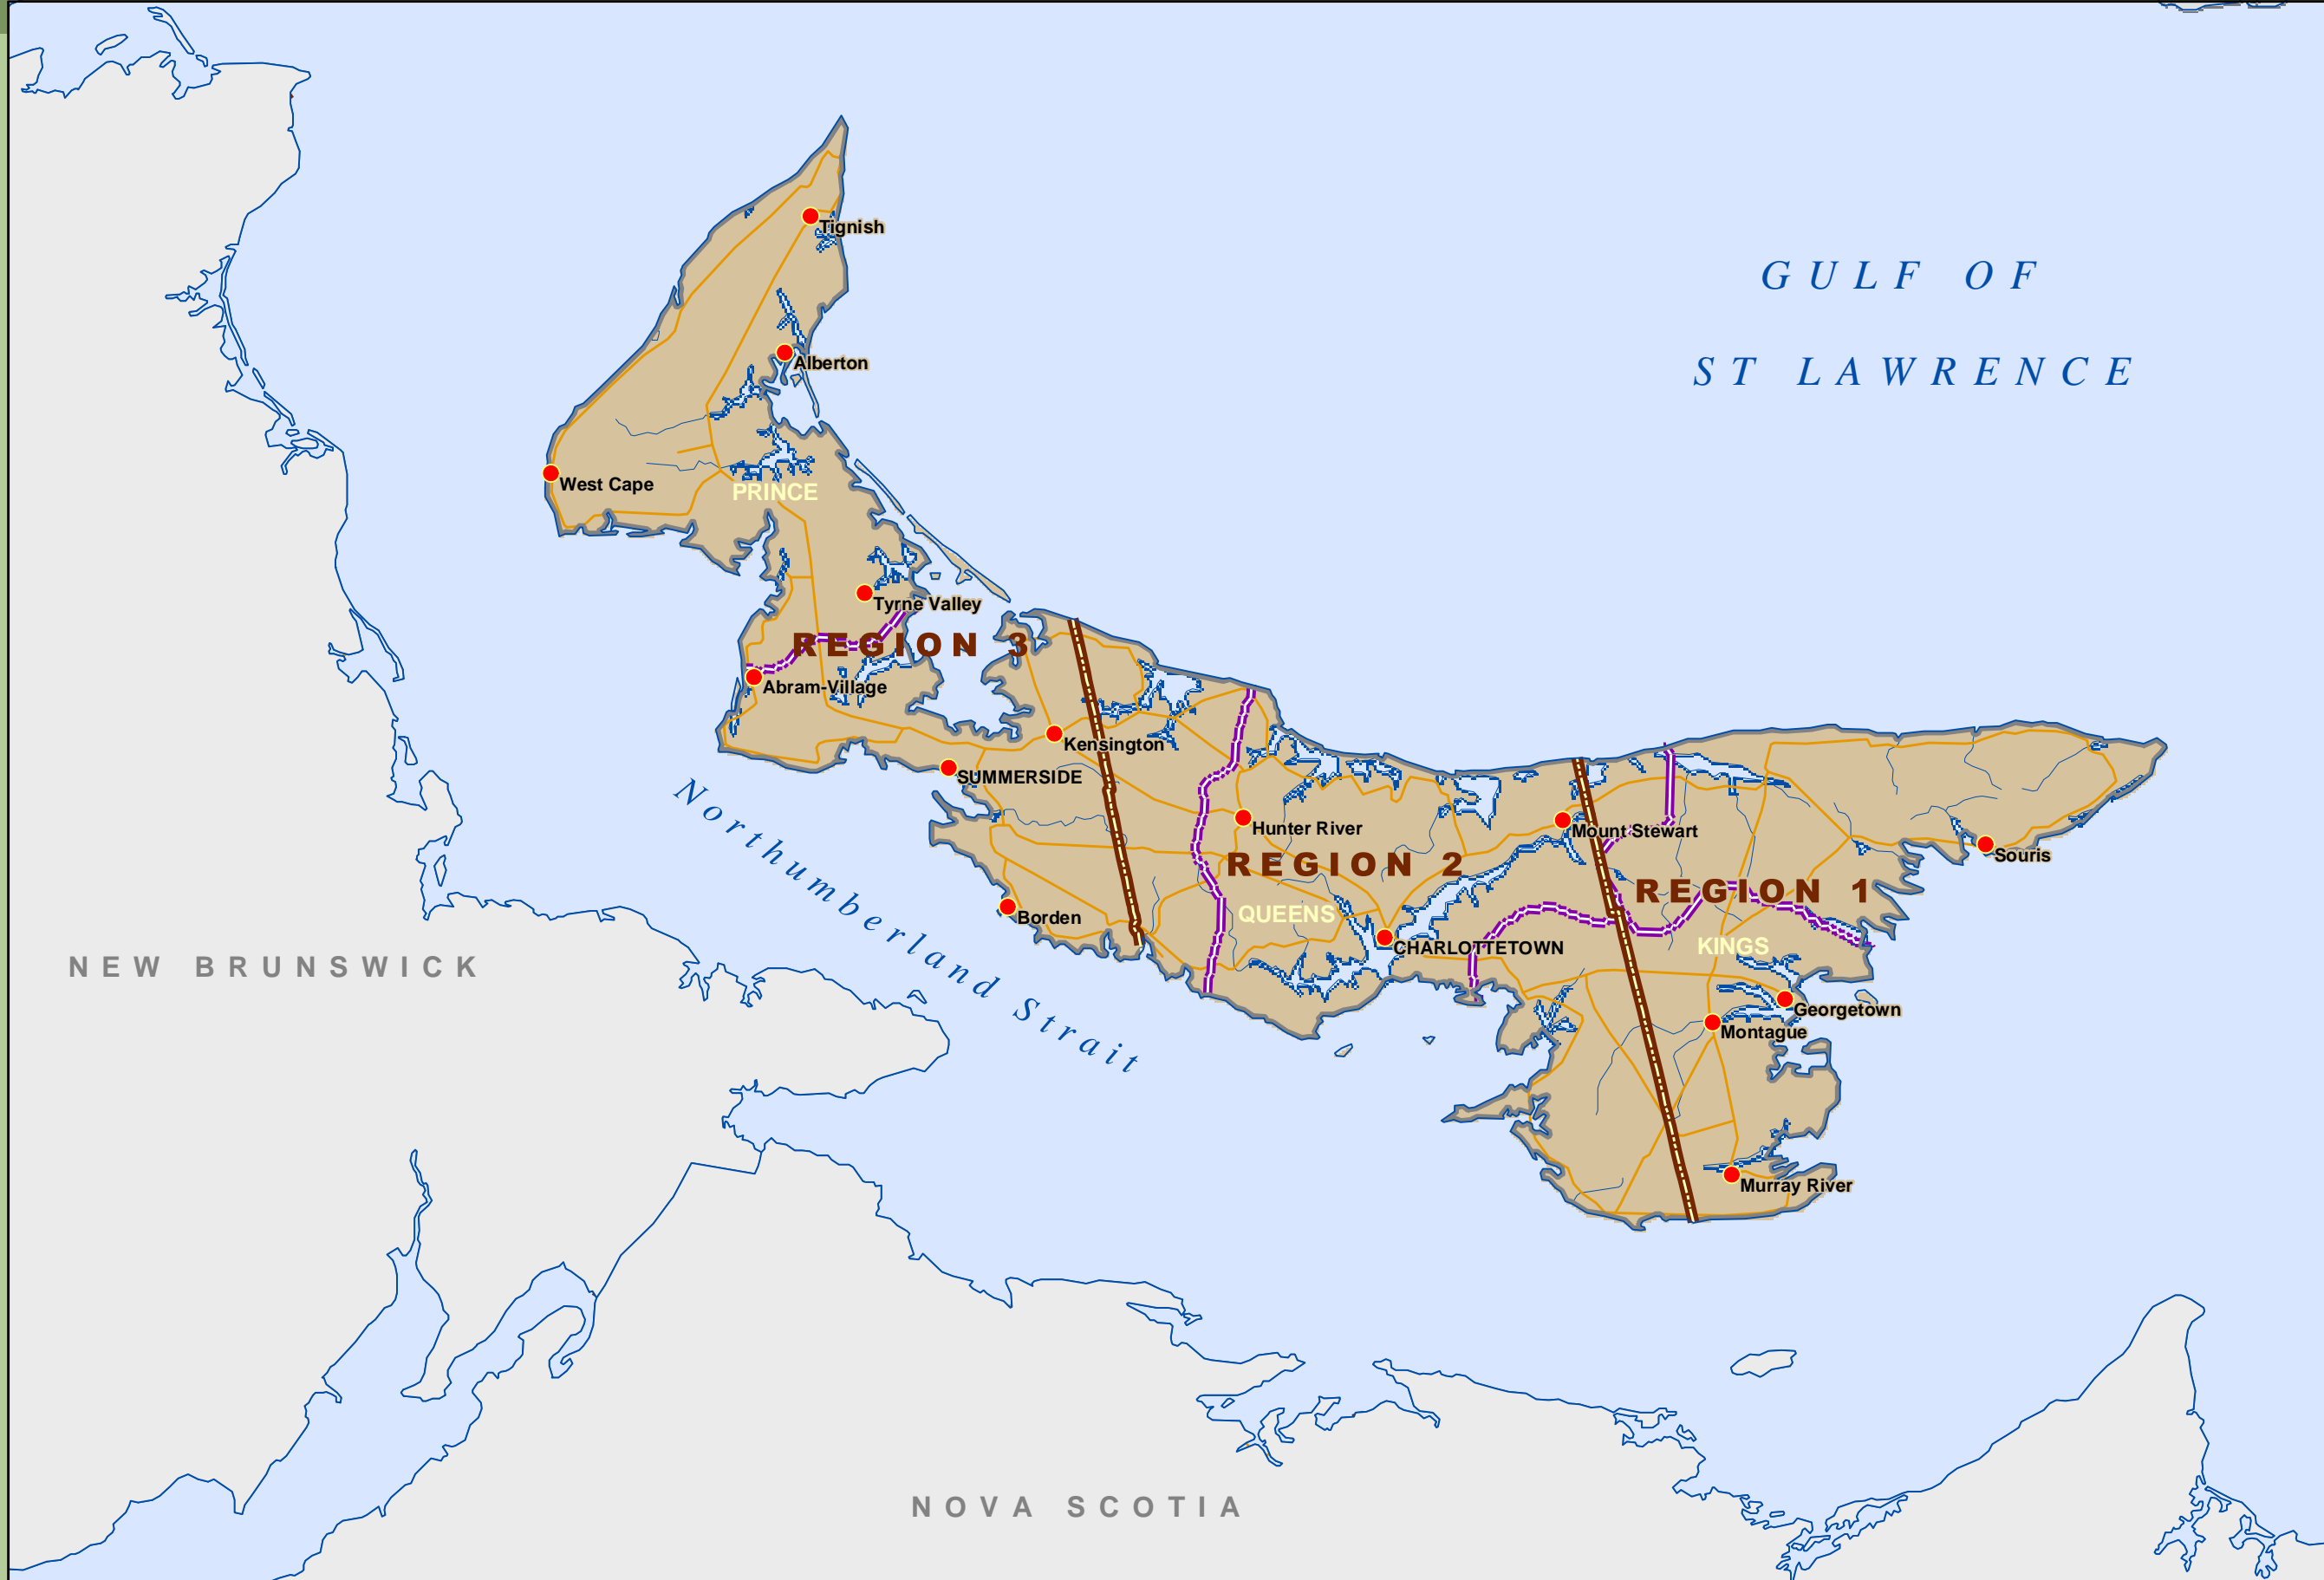 GULF OF
ST LAWRENCE
Tignish
Alberton
West Cape
PRINCE
Tyrne Valley
REGION 3
Abram-Village
Kensington
SUMMERSIDE
Northumberland Strait
Hunter River
Mount Stewart
Souris
REGION 2
REGION 1
QUEENS
Borden
CHARLOTTETOWN
KINGS
NEW BRUNSWICK
Georgetown
Montague
Murray River
NOVA SCOTIA